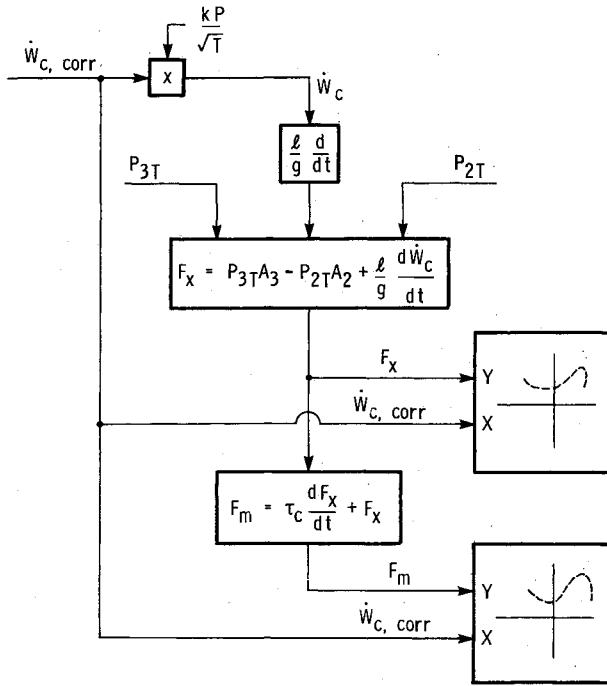 kP
√T
Ẇc, corr
X
Ẇc
ℓ/g d/dt
P3T
P2T
Fx = P3TA3 – P2TA2 + ℓ/g dẆc/dt
Fx
Y
Ẇc, corr
X
Fm = τc dFx/dt + Fx
Fm
Y
Ẇc, corr
X